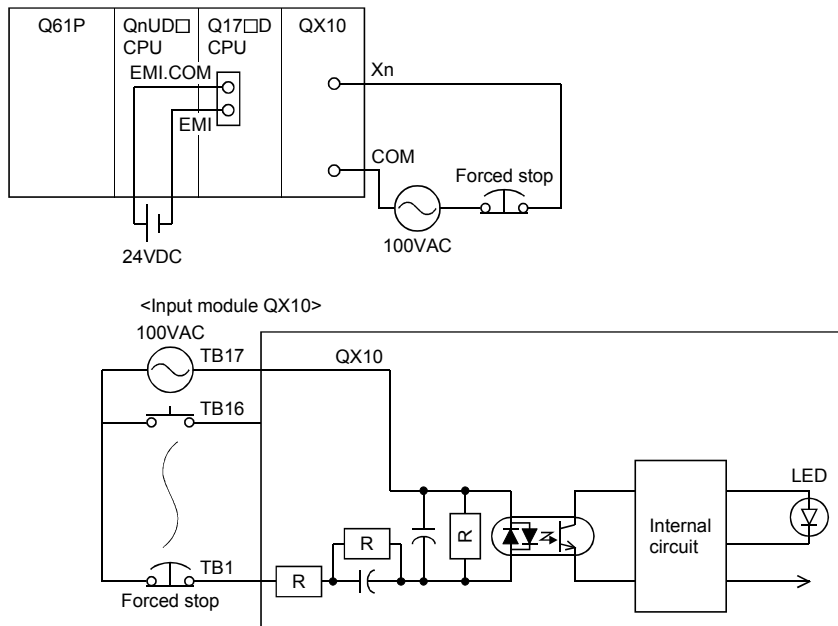 Q61P
QnUD□
CPU
Q17□D
CPU
QX10
EMI.COM
EMI
Xn
COM
Forced stop
100VAC
24VDC
<Input module QX10>
100VAC
TB17
QX10
TB16
LED
Internal
circuit
R
R
TB1
R
Forced stop